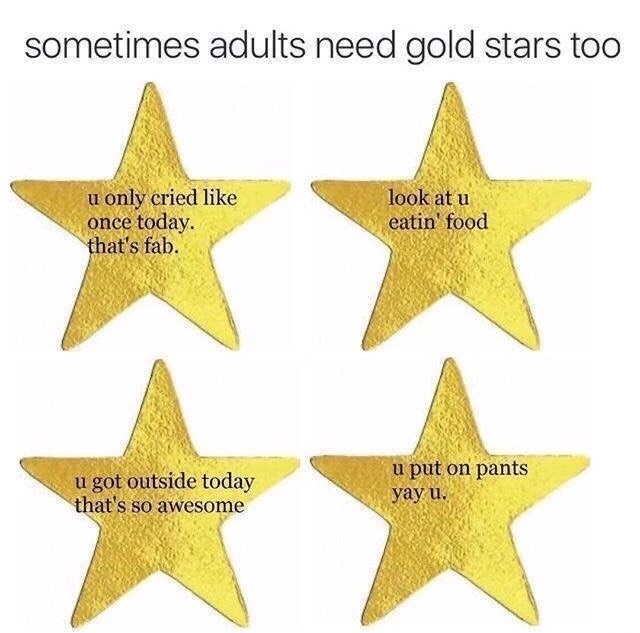 sometimes adults need gold stars too
u only cried like
once today.
that's fab.
look at u
eatin' food
u got outside today
that's so awesome
u put on pants
yay u.